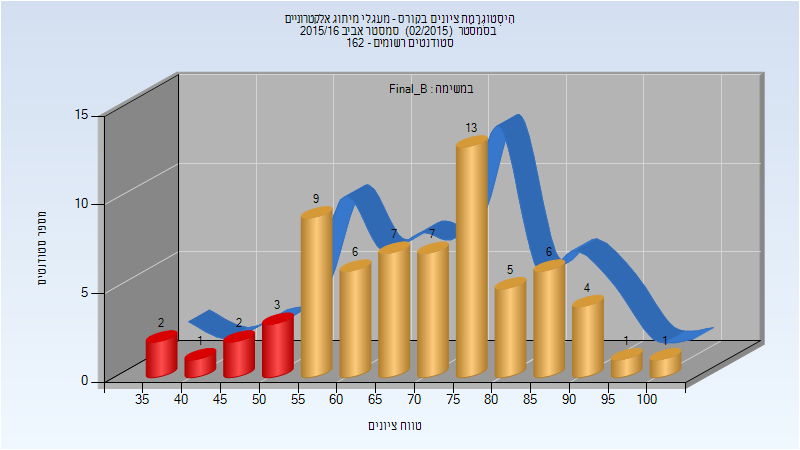 היסטוגרמת ציונים בקורס - מעגלי מיתוג אלקטרוניים
בסמסטר (02/2015) סמסטר אביב 2015/16
סטודנטים רשומים - 162
במשימה : Final_B
מספר סטודנטים
15
10
5
0
2
1
2
3
9
6
7
7
13
5
6
4
1
1
35 40 45 50 55 60 65 70 75 80 85 90 95 100
טווח ציונים